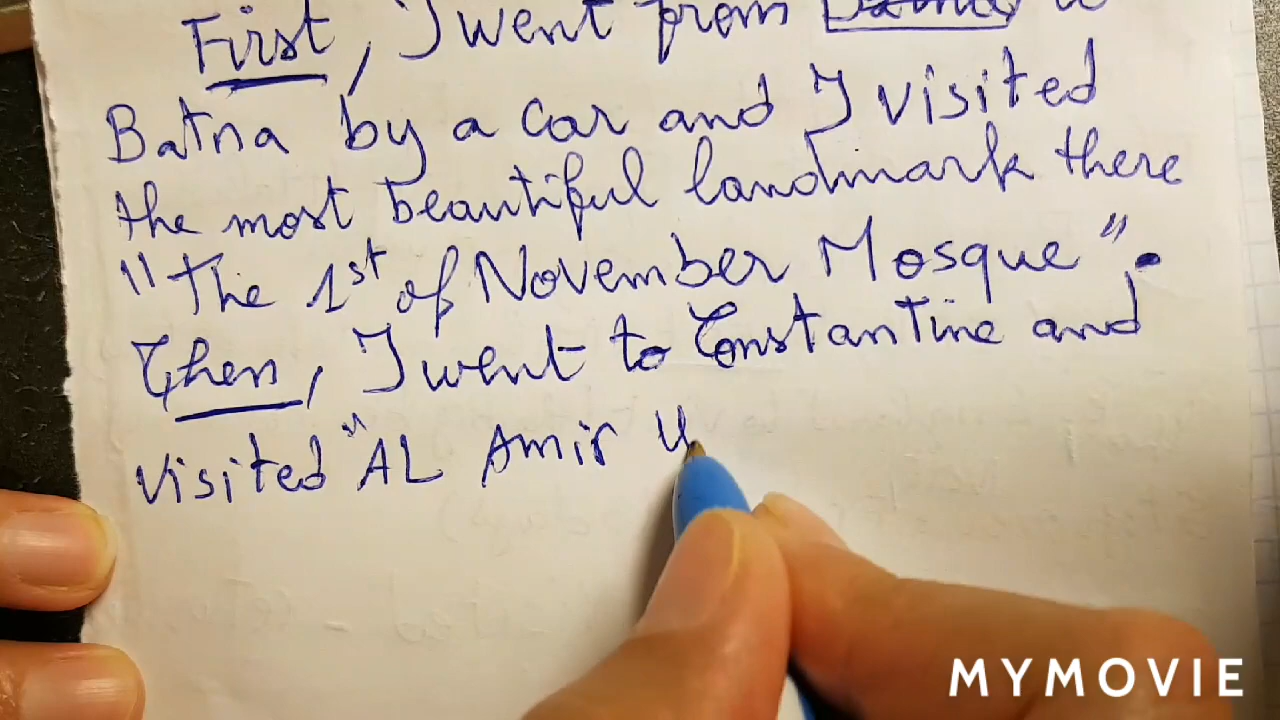 First, I went from to
Batna by a car and I visited
the most beautiful landmark there
"The 1st of November Mosque".
Then, I went to Constantine and
visited "AL Amir
MYMOVIE